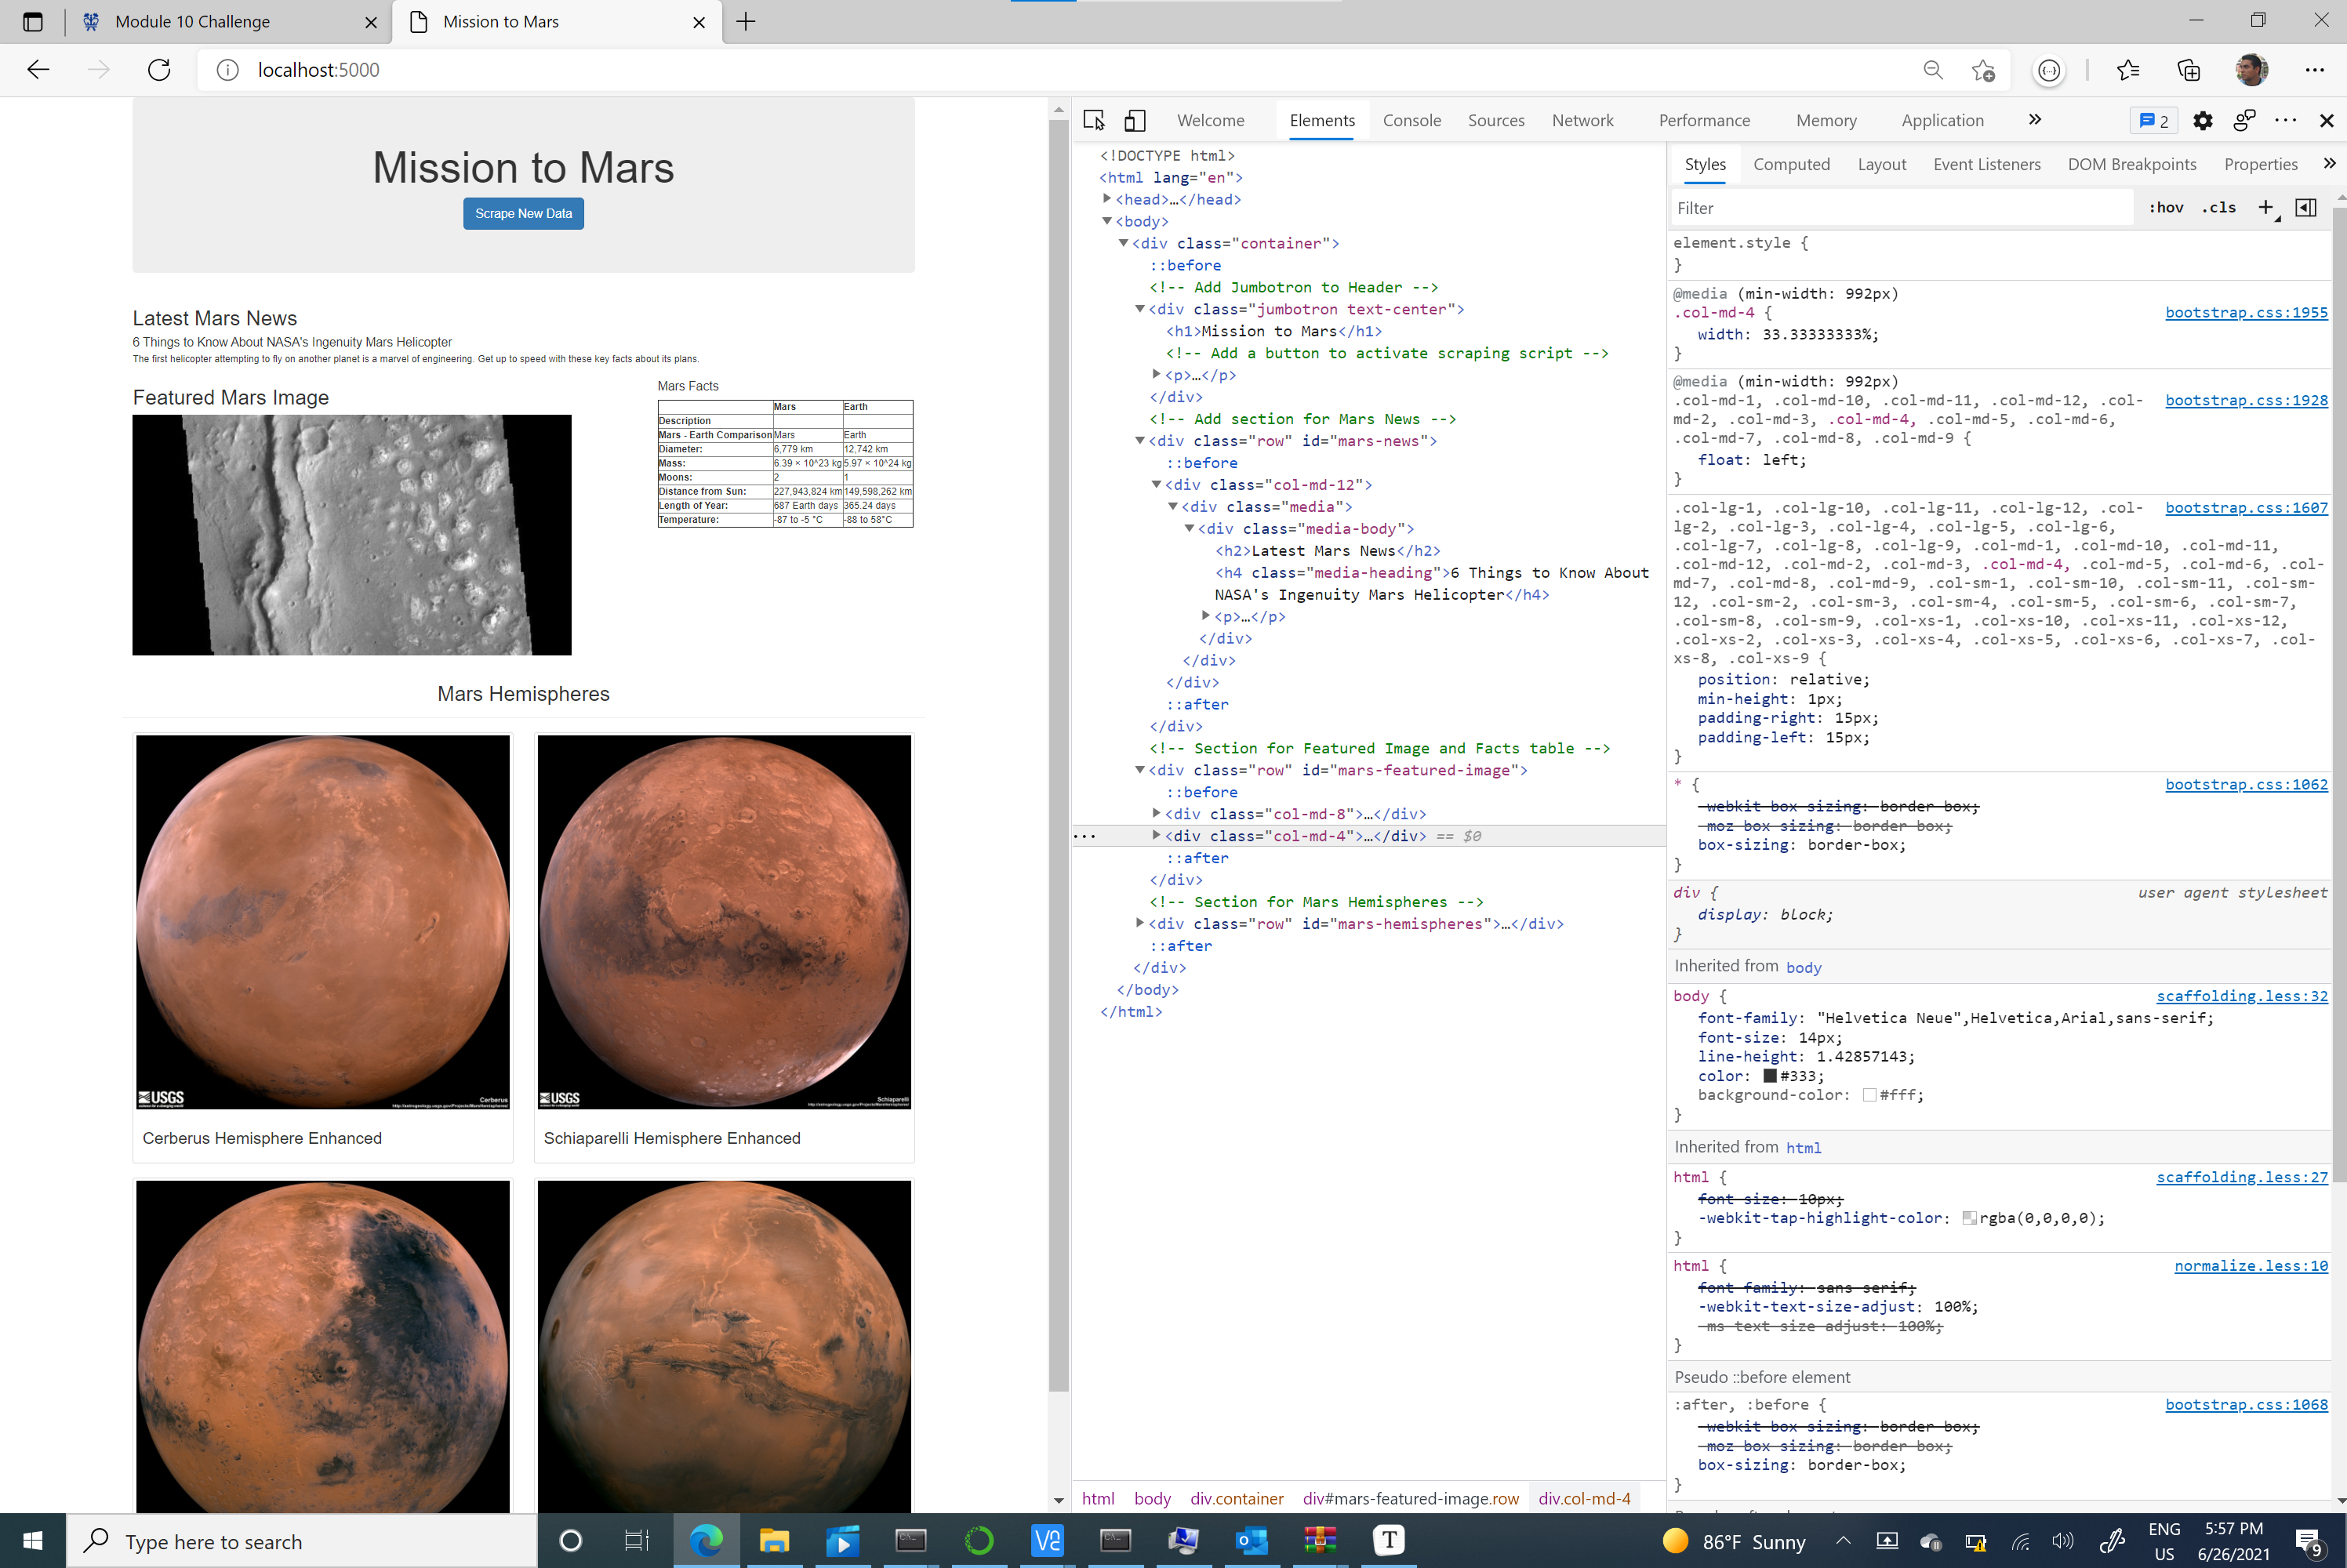 Module 10 Challenge
Mission to Mars
localhost:5000
Mission to Mars
Scrape New Data
Latest Mars News
6 Things to Know About NASA's Ingenuity Mars Helicopter
The first helicopter attempting to fly on another planet is a marvel of engineering. Get up to speed with these key facts about its plans.
Featured Mars Image
Mars Facts
Mars Earth
Description
Mars - Earth Comparison Mars Earth
Diameter: 6,779 km 12,742 km
Mass: 6.39 × 10^23 kg 5.97 × 10^24 kg
Moons: 2 1
Distance from Sun: 227,943,824 km 149,598,262 km
Length of Year: 687 Earth days 365.24 days
Temperature: -87 to -5 °C -88 to 58°C
Mars Hemispheres
USGS
science for a changing world
Cerberus
http://astrogeology.usgs.gov/Projects/MarsHemispheres/
USGS
science for a changing world
Schiaparelli
http://astrogeology.usgs.gov/Projects/MarsHemispheres/
Cerberus Hemisphere Enhanced
Schiaparelli Hemisphere Enhanced
Welcome Elements Console Sources Network Performance Memory Application 2
<!DOCTYPE html>
<html lang="en">
<head>…</head>
<body>
<div class="container">
::before
<!-- Add Jumbotron to Header -->
<div class="jumbotron text-center">
<h1>Mission to Mars</h1>
<!-- Add a button to activate scraping script -->
<p>…</p>
</div>
<!-- Add section for Mars News -->
<div class="row" id="mars-news">
::before
<div class="col-md-12">
<div class="media">
<div class="media-body">
<h2>Latest Mars News</h2>
<h4 class="media-heading">6 Things to Know About
NASA's Ingenuity Mars Helicopter</h4>
<p>…</p>
</div>
</div>
</div>
::after
</div>
<!-- Section for Featured Image and Facts table -->
<div class="row" id="mars-featured-image">
::before
<div class="col-md-8">…</div>
<div class="col-md-4">…</div> == $0
::after
</div>
<!-- Section for Mars Hemispheres -->
<div class="row" id="mars-hemispheres">…</div>
::after
</div>
</body>
</html>
html body div.container div#mars-featured-image.row div.col-md-4
Styles Computed Layout Event Listeners DOM Breakpoints Properties
Filter :hov .cls
element.style {
}
@media (min-width: 992px)
.col-md-4 { bootstrap.css:1955
width: 33.33333333%;
}
@media (min-width: 992px)
.col-md-1, .col-md-10, .col-md-11, .col-md-12, .col- bootstrap.css:1928
md-2, .col-md-3, .col-md-4, .col-md-5, .col-md-6,
.col-md-7, .col-md-8, .col-md-9 {
float: left;
}
.col-lg-1, .col-lg-10, .col-lg-11, .col-lg-12, .col- bootstrap.css:1607
lg-2, .col-lg-3, .col-lg-4, .col-lg-5, .col-lg-6,
.col-lg-7, .col-lg-8, .col-lg-9, .col-md-1, .col-md-10, .col-md-11,
.col-md-12, .col-md-2, .col-md-3, .col-md-4, .col-md-5, .col-md-6, .col-
md-7, .col-md-8, .col-md-9, .col-sm-1, .col-sm-10, .col-sm-11, .col-sm-
12, .col-sm-2, .col-sm-3, .col-sm-4, .col-sm-5, .col-sm-6, .col-sm-7,
.col-sm-8, .col-sm-9, .col-xs-1, .col-xs-10, .col-xs-11, .col-xs-12,
.col-xs-2, .col-xs-3, .col-xs-4, .col-xs-5, .col-xs-6, .col-xs-7, .col-
xs-8, .col-xs-9 {
position: relative;
min-height: 1px;
padding-right: 15px;
padding-left: 15px;
}
* { bootstrap.css:1062
-webkit-box-sizing: border-box;
-moz-box-sizing: border-box;
box-sizing: border-box;
}
div { user agent stylesheet
display: block;
}
Inherited from body
body { scaffolding.less:32
font-family: "Helvetica Neue",Helvetica,Arial,sans-serif;
font-size: 14px;
line-height: 1.42857143;
color: #333;
background-color: #fff;
}
Inherited from html
html { scaffolding.less:27
font-size: 10px;
-webkit-tap-highlight-color: rgba(0,0,0,0);
}
html { normalize.less:10
font-family: sans-serif;
-webkit-text-size-adjust: 100%;
-ms-text-size-adjust: 100%;
}
Pseudo ::before element
:after, :before { bootstrap.css:1068
-webkit-box-sizing: border-box;
-moz-box-sizing: border-box;
box-sizing: border-box;
}
Type here to search
86°F Sunny
ENG
US
5:57 PM
6/26/2021
9